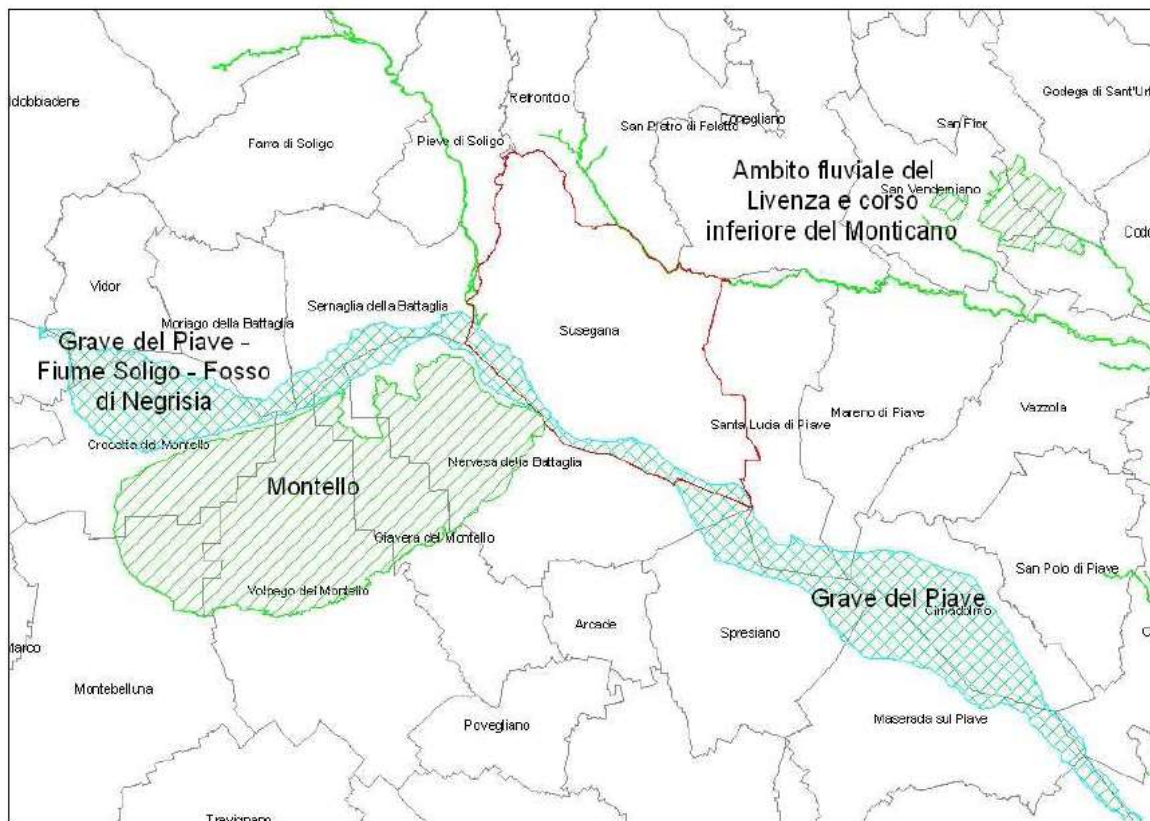 ldobbiadene
Refrontolo
Godega di Sant'Urb
San Pietro di Feletto
Conegliano
San Fior
Farra di Soligo
Pieve di Soligo
Ambito fluviale del
Livenza e corso
inferiore del Monticano
San Vendemiano
Codo
Vidor
Sernaglia della Battaglia
Moriago della Battaglia
Susegana
Grave del Piave -
Fiume Soligo - Fosso
di Negrisia
Santa Lucia di Piave
Mareno di Piave
Vazzola
Crocetta del Montello
Nervesa della Battaglia
Montello
Giavera del Montello
San Polo di Piave
Volpago del Montello
Grave del Piave
Cimadolmo
Arcade
Spresiano
Marco
Montebelluna
Povegliano
Maserada sul Piave
Trevignano